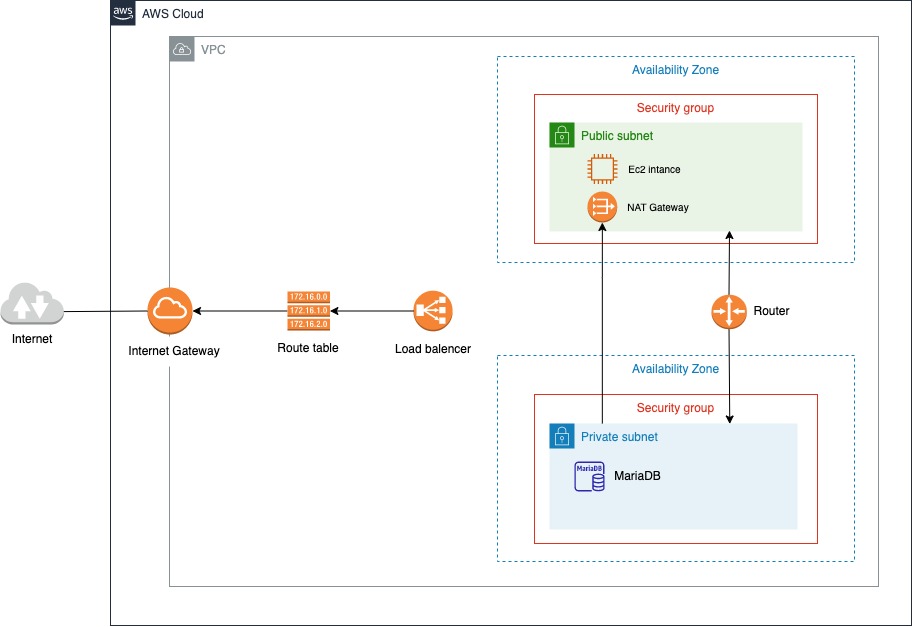 aws
AWS Cloud
VPC
Availability Zone
Security group
Public subnet
Ec2 intance
NAT Gateway
172.16.0.0
172.16.1.0
172.16.2.0
Router
Internet
Internet Gateway
Route table
Load balencer
Availability Zone
Security group
Private subnet
MariaDB
MariaDB